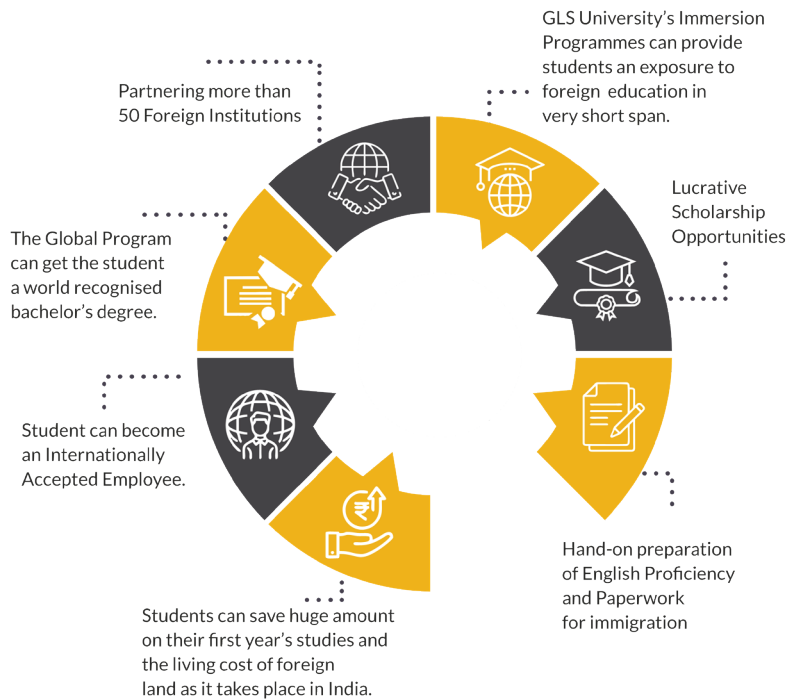 GLS University's Immersion
Programmes can provide
students an exposure to
foreign education in
very short span.
Partnering more than
50 Foreign Institutions
Lucrative
Scholarship
Opportunities
The Global Program
can get the student
a world recognised
bachelor's degree.
Student can become
an Internationally
Accepted Employee.
Hand-on preparation
of English Proficiency
and Paperwork
for immigration
Students can save huge amount
on their first year's studies and
the living cost of foreign
land as it takes place in India.
₹